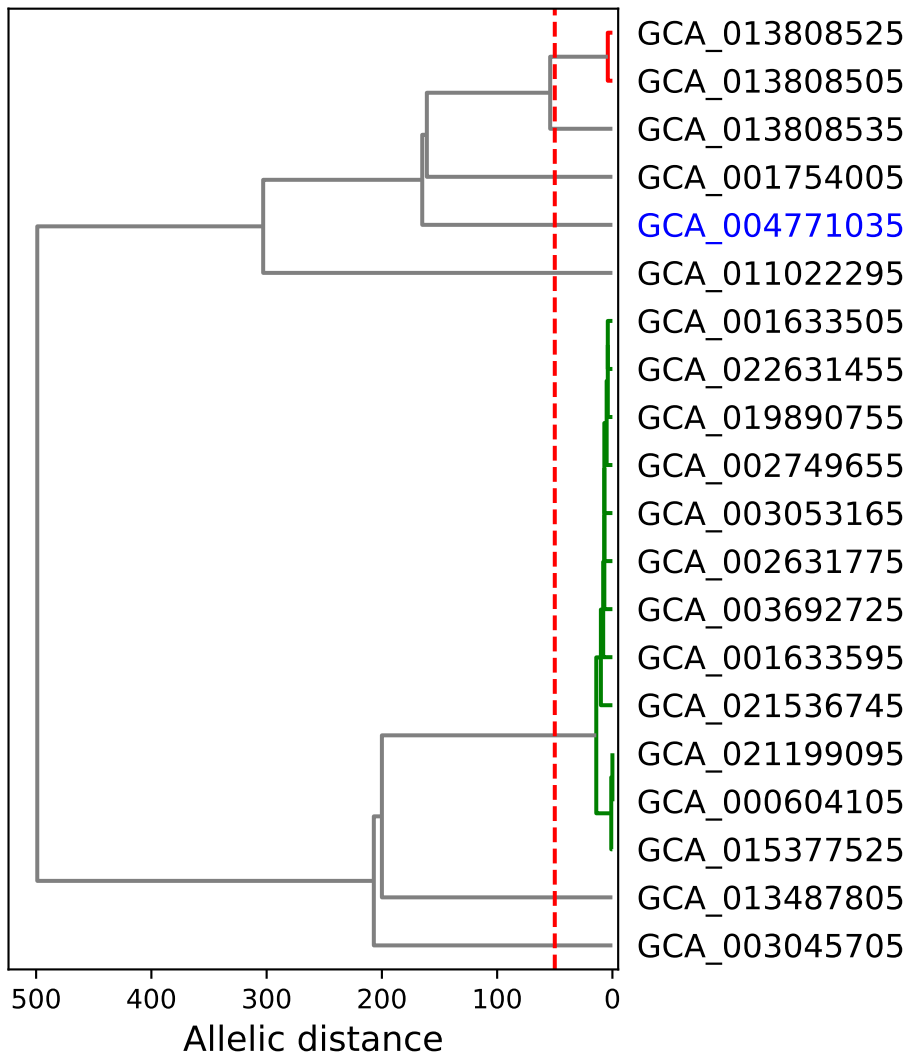 GCA_013808525
GCA_013808505
GCA_013808535
GCA_001754005
GCA_004771035
GCA_011022295
GCA_001633505
GCA_022631455
GCA_019890755
GCA_002749655
GCA_003053165
GCA_002631775
GCA_003692725
GCA_001633595
GCA_021536745
GCA_021199095
GCA_000604105
GCA_015377525
GCA_013487805
GCA_003045705
500 400 300 200 100 0
Allelic distance